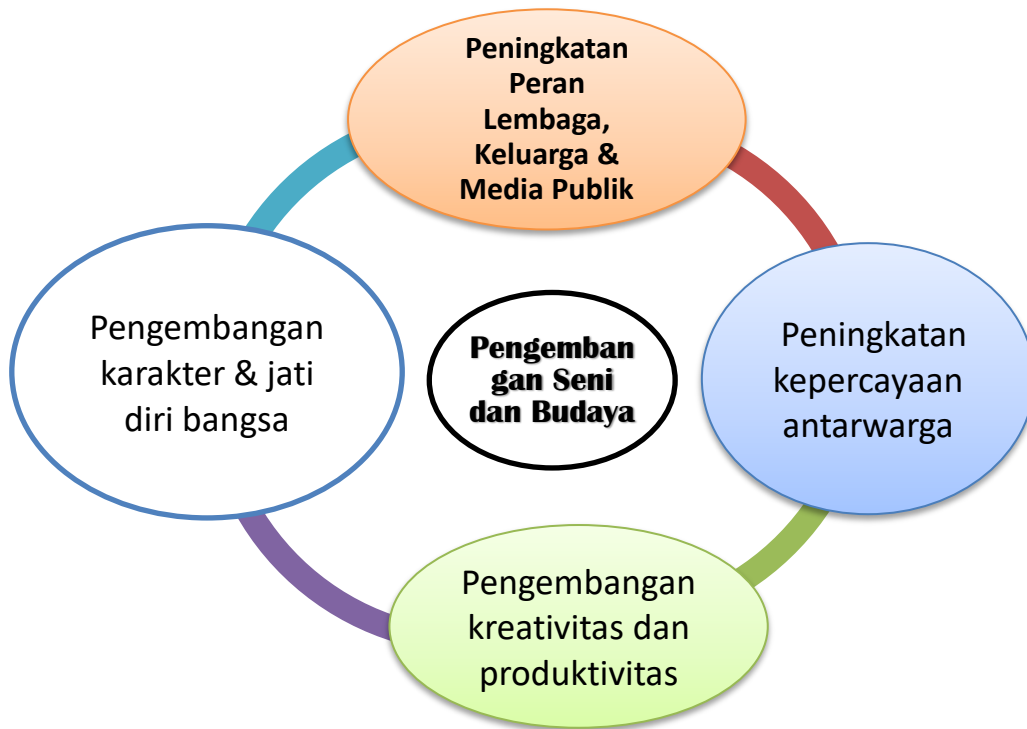 Peningkatan
Peran
Lembaga,
Keluarga &
Media Publik
Pengembangan
karakter & jati
diri bangsa
Pengemban
gan Seni
dan Budaya
Peningkatan
kepercayaan
antarwarga
Pengembangan
kreativitas dan
produktivitas